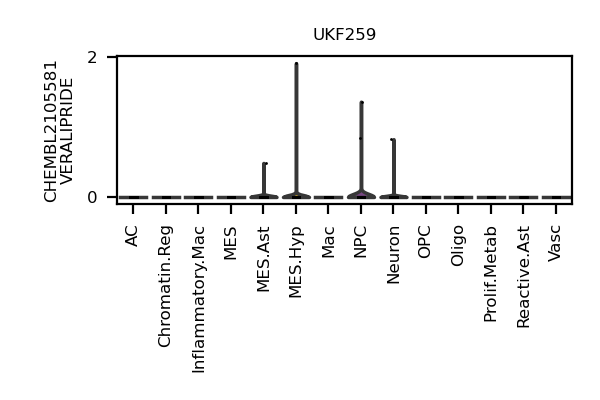 UKF259
CHEMBL2105581
VERALIPRIDE
2
0
AC
Chromatin.Reg
Inflammatory.Mac
MES
MES.Ast
MES.Hyp
Mac
NPC
Neuron
OPC
Oligo
Prolif.Metab
Reactive.Ast
Vasc